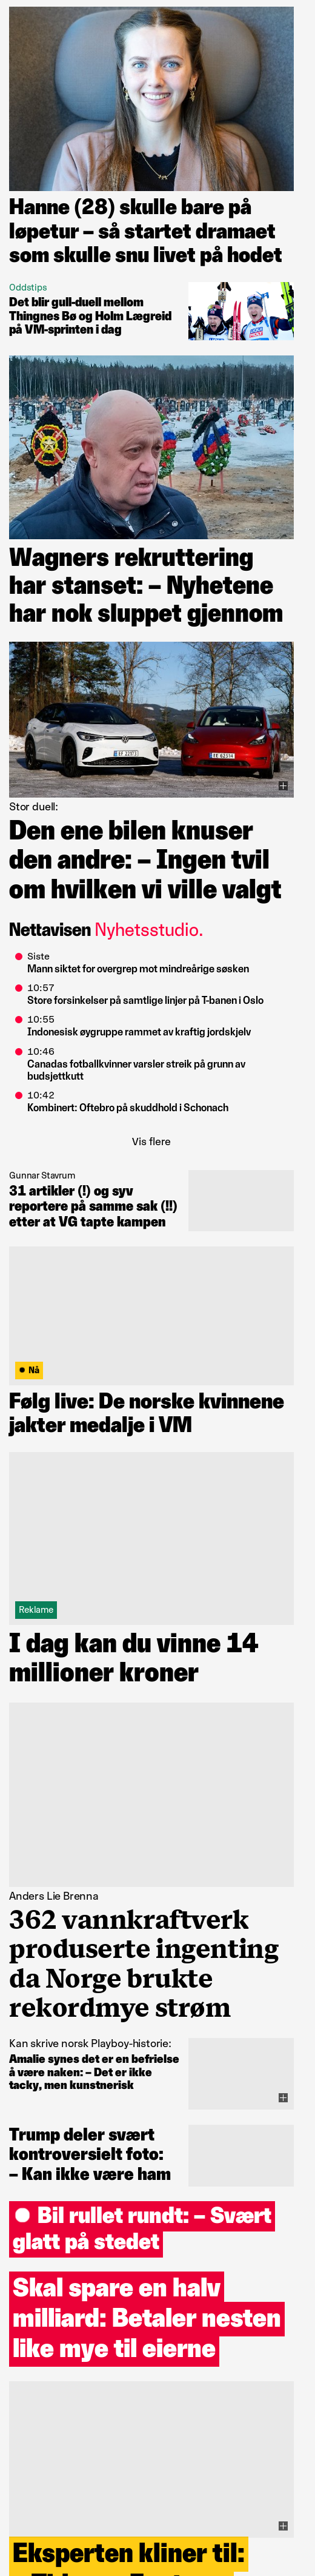 Hanne (28) skulle bare på
løpetur – så startet dramaet
som skulle snu livet på hodet
Oddstips
Det blir gull-duell mellom
Thingnes Bø og Holm Lægreid
på VM-sprinten i dag
Wagners rekruttering
har stanset: – Nyhetene
har nok sluppet gjennom
Stor duell:
Den ene bilen knuser
den andre: – Ingen tvil
om hvilken vi ville valgt
Nettavisen Nyhetsstudio.
Siste
Mann siktet for overgrep mot mindreårige søsken
10:57
Store forsinkelser på samtlige linjer på T-banen i Oslo
10:55
Indonesisk øygruppe rammet av kraftig jordskjelv
10:46
Canadas fotballkvinner varsler streik på grunn av
budsjettkutt
10:42
Kombinert: Oftebro på skuddhold i Schonach
Vis flere
Gunnar Stavrum
31 artikler (!) og syv
reportere på samme sak (!!)
etter at VG tapte kampen
Nå
Følg live: De norske kvinnene
jakter medalje i VM
Reklame
I dag kan du vinne 14
millioner kroner
Anders Lie Brenna
362 vannkraftverk
produserte ingenting
da Norge brukte
rekordmye strøm
Kan skrive norsk Playboy-historie:
Amalie synes det er en befrielse
å være naken: – Det er ikke
tacky, men kunstnerisk
Trump deler svært
kontroversielt foto:
– Kan ikke være ham
Bil rullet rundt: – Svært
glatt på stedet
Skal spare en halv
milliard: Betaler nesten
like mye til eierne
Eksperten kliner til: